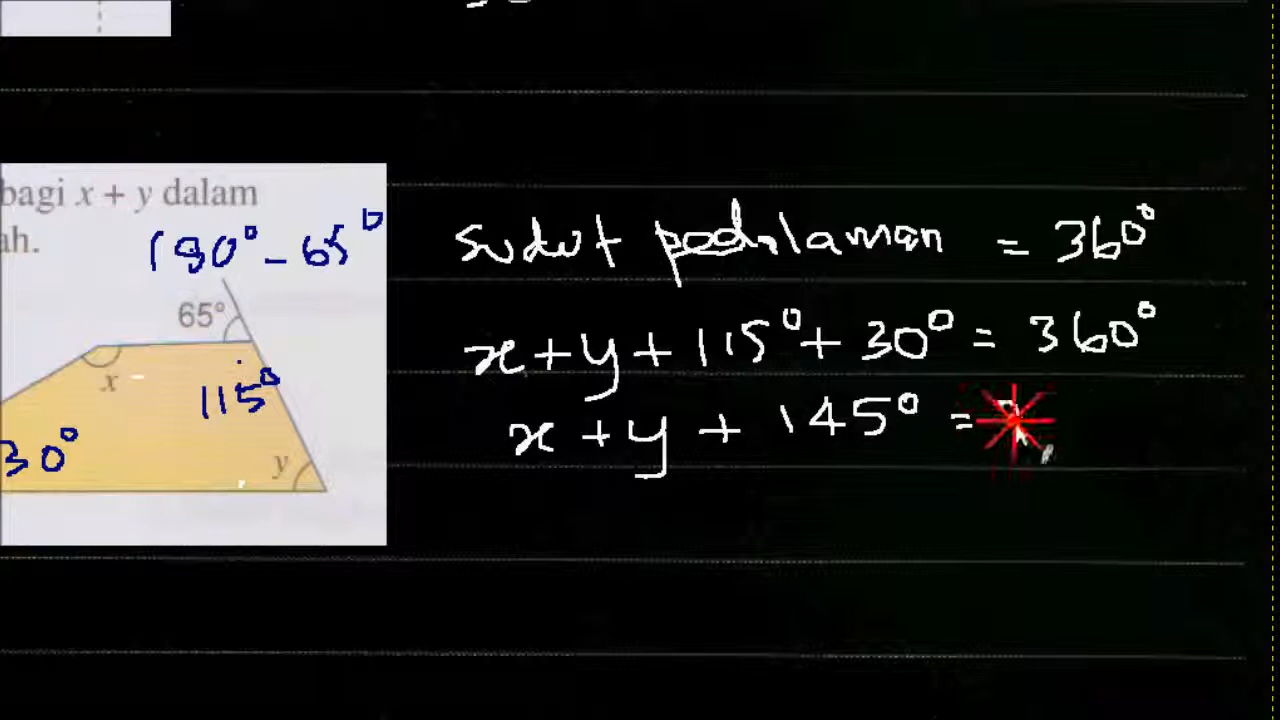 bagi x + y dalam
ah.
180° - 65°
65°
x
115°
30°
y
sudut pedalaman = 360°
x + y + 115° + 30° = 360°
x + y + 145° =